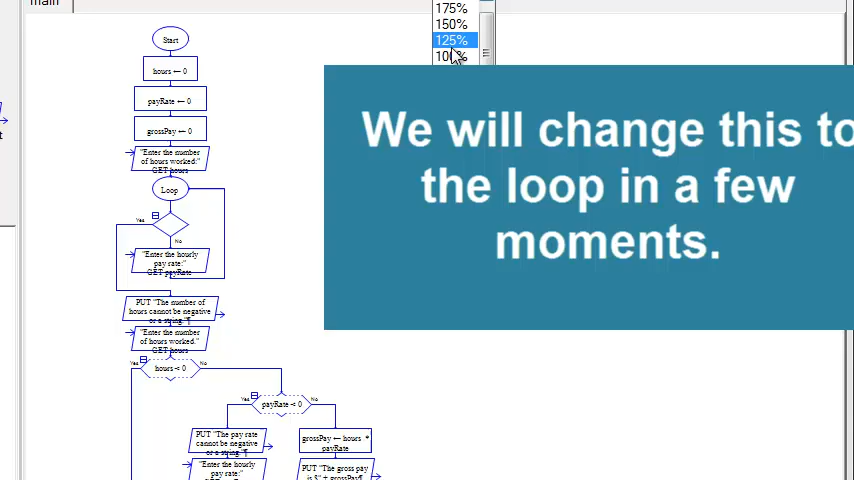 main
175%
150%
125%
100%
We will change this to
the loop in a few
moments.
Start
hours ← 0
payRate ← 0
grossPay ← 0
"Enter the number
of hours worked:"
GET hours
Loop
Yes
No
"Enter the hourly
pay rate:"
GET payRate
PUT "The number of
hours cannot be negative
or a string."¶
"Enter the number
of hours worked."
GET hours
Yes
hours < 0
No
Yes
payRate < 0
No
PUT "The pay rate
cannot be negative
or a string."¶
grossPay ← hours *
payRate
"Enter the hourly
pay rate:"
PUT "The gross pay
is $" + grossPay¶